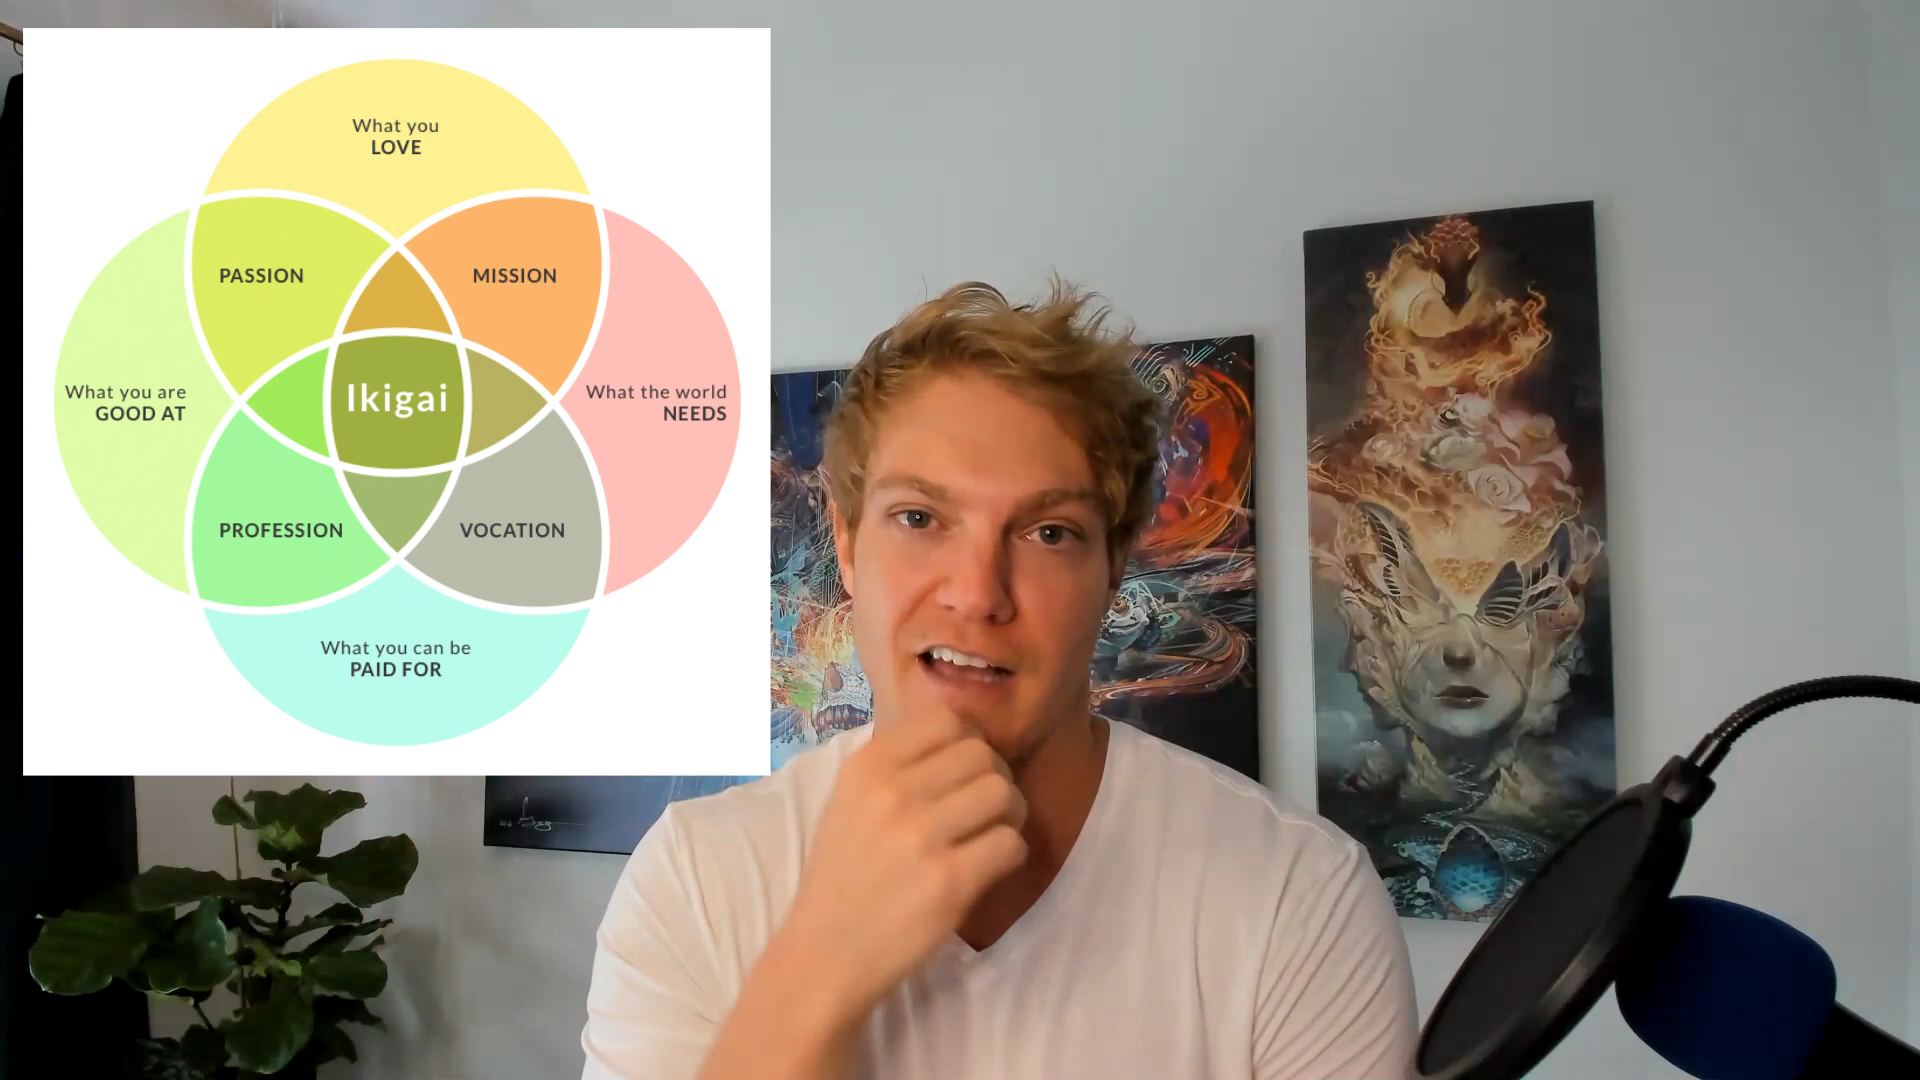 What you
LOVE
PASSION
MISSION
What you are
GOOD AT
Ikigai
What the world
NEEDS
PROFESSION
VOCATION
What you can be
PAID FOR